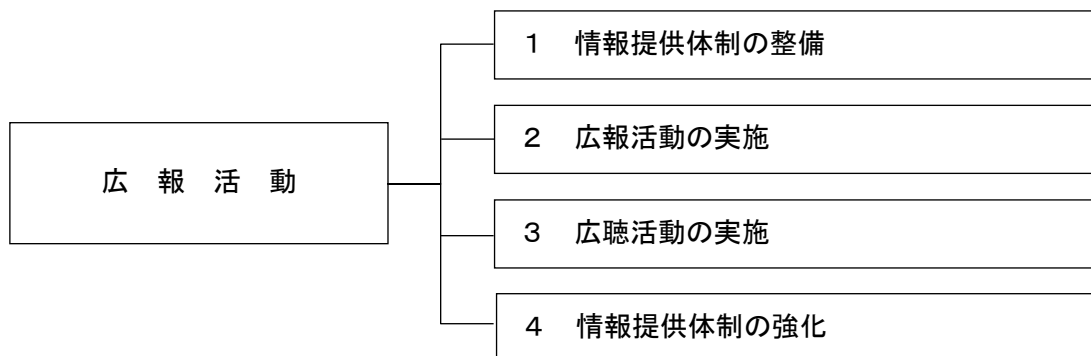 広　報　活　動
１　情報提供体制の整備
２　広報活動の実施
３　広聴活動の実施
４　情報提供体制の強化